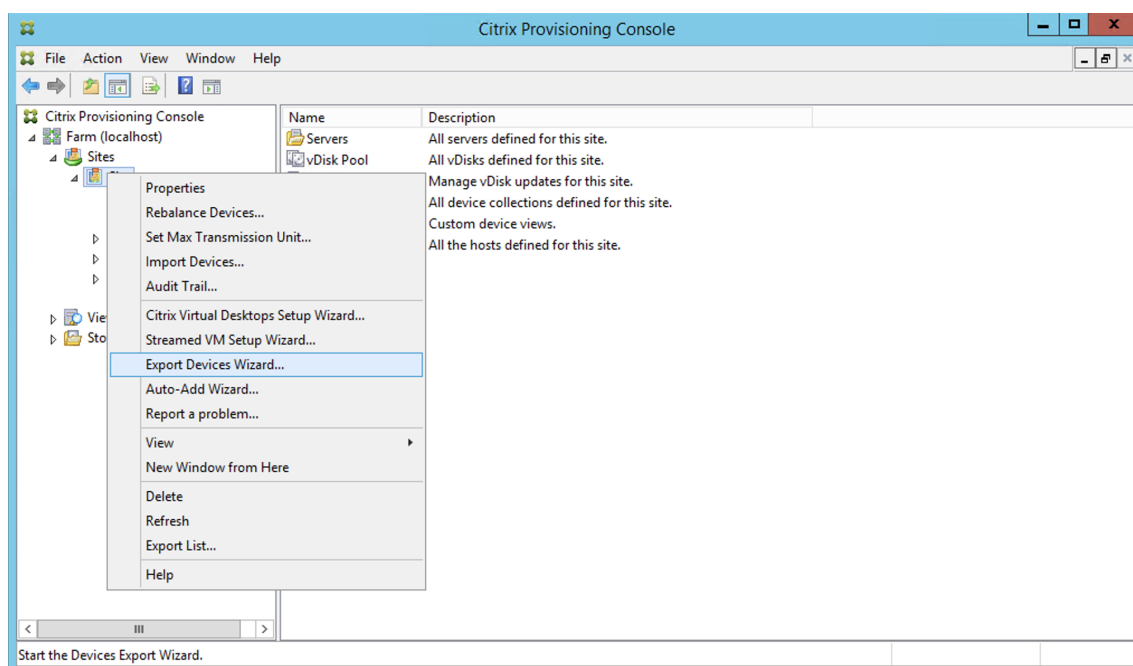 Citrix Provisioning Console
File Action View Window Help
Citrix Provisioning Console
Farm (localhost)
Sites
Name Description
Servers All servers defined for this site.
vDisk Pool All vDisks defined for this site.
Manage vDisk updates for this site.
All device collections defined for this site.
Custom device views.
All the hosts defined for this site.
Vie
Sto
Properties
Rebalance Devices...
Set Max Transmission Unit...
Import Devices...
Audit Trail...
Citrix Virtual Desktops Setup Wizard...
Streamed VM Setup Wizard...
Export Devices Wizard...
Auto-Add Wizard...
Report a problem...
View
New Window from Here
Delete
Refresh
Export List...
Help
Start the Devices Export Wizard.